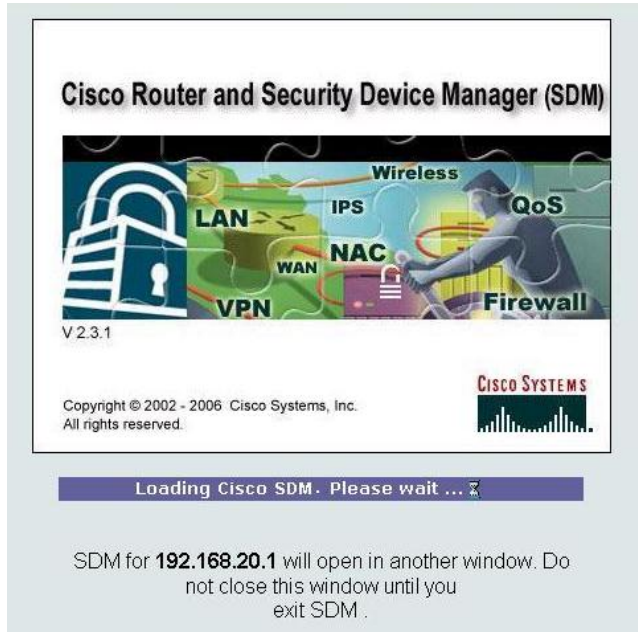 Cisco Router and Security Device Manager (SDM)
Wireless
LAN
IPS
QoS
WAN
NAC
VPN
Firewall
V 2.3.1
Copyright © 2002 - 2006 Cisco Systems, Inc.
All rights reserved.
CISCO SYSTEMS
Loading Cisco SDM. Please wait ...
SDM for 192.168.20.1 will open in another window. Do
not close this window until you
exit SDM .